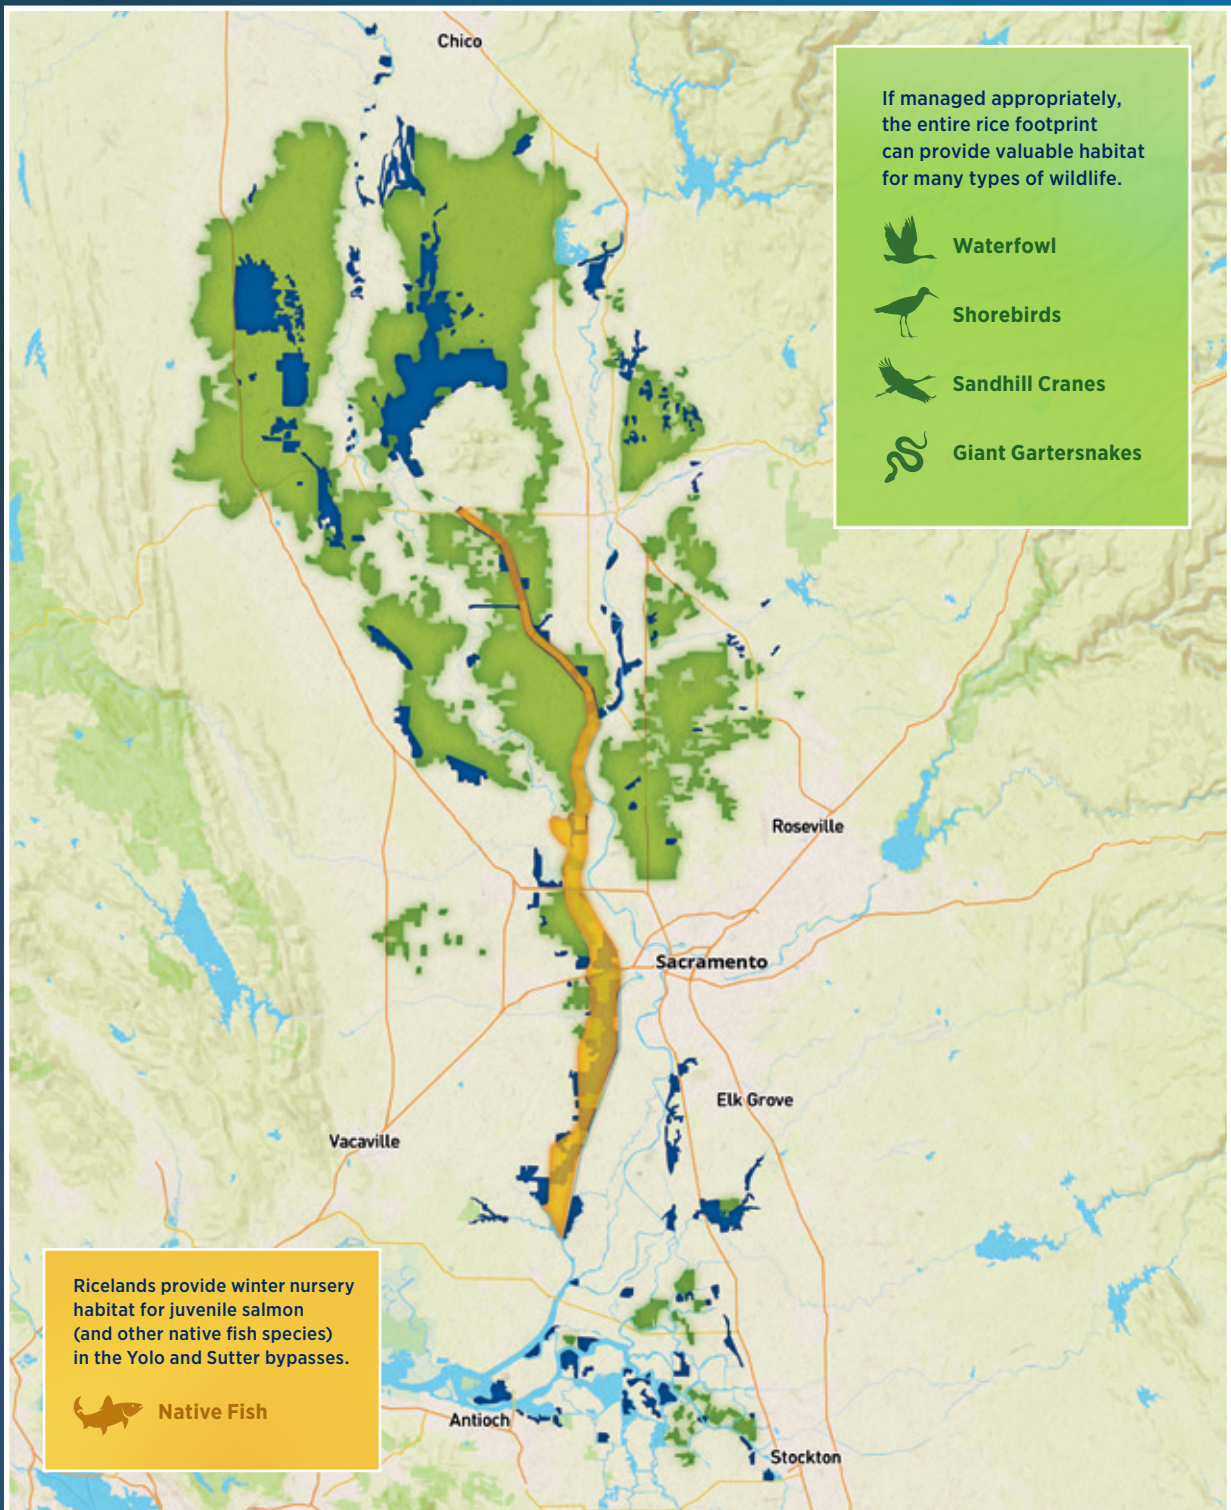 Chico
If managed appropriately,
the entire rice footprint
can provide valuable habitat
for many types of wildlife.
Waterfowl
Shorebirds
Sandhill Cranes
Giant Gartersnakes
Roseville
Sacramento
Elk Grove
Vacaville
Ricelands provide winter nursery
habitat for juvenile salmon
(and other native fish species)
in the Yolo and Sutter bypasses.
Native Fish
Antioch
Stockton